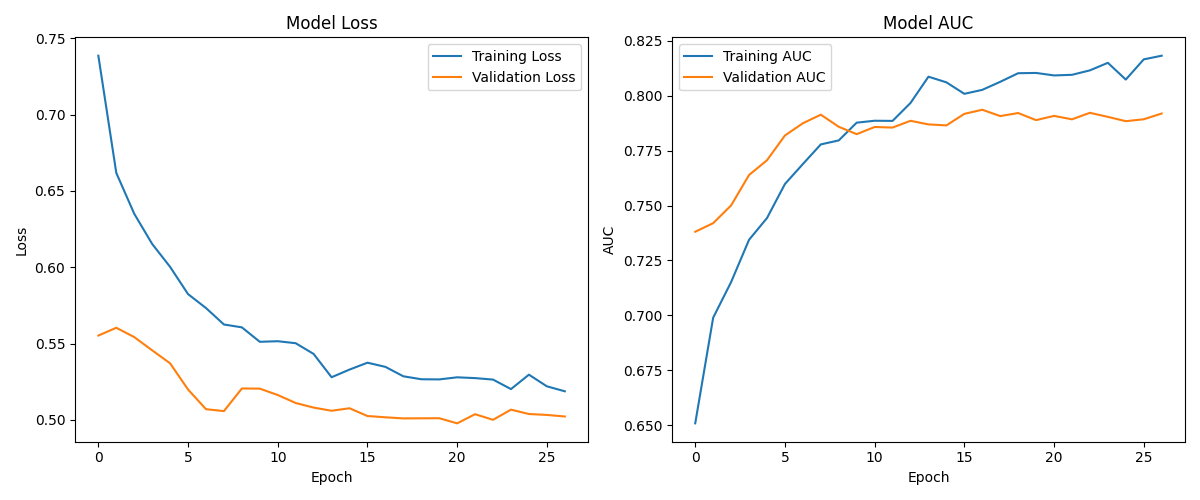 Model Loss
Training Loss
Validation Loss
0.75
0.70
0.65
0.60
0.55
0.50
Loss
0 5 10 15 20 25
Epoch
Model AUC
Training AUC
Validation AUC
0.825
0.800
0.775
0.750
0.725
0.700
0.675
0.650
AUC
0 5 10 15 20 25
Epoch